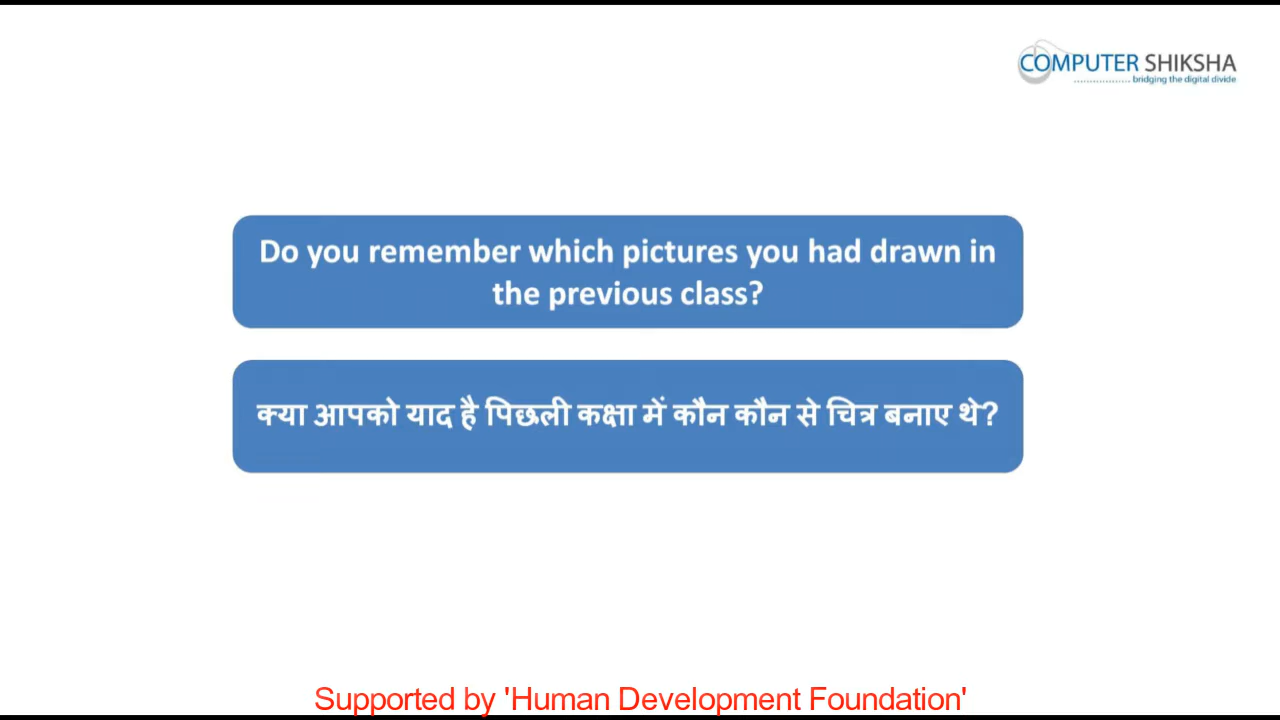 COMPUTER SHIKSHA
bridging the digital divide
Do you remember which pictures you had drawn in
the previous class?
क्या आपको याद है पिछली कक्षा में कौन कौन से चित्र बनाए थे?
Supported by 'Human Development Foundation'